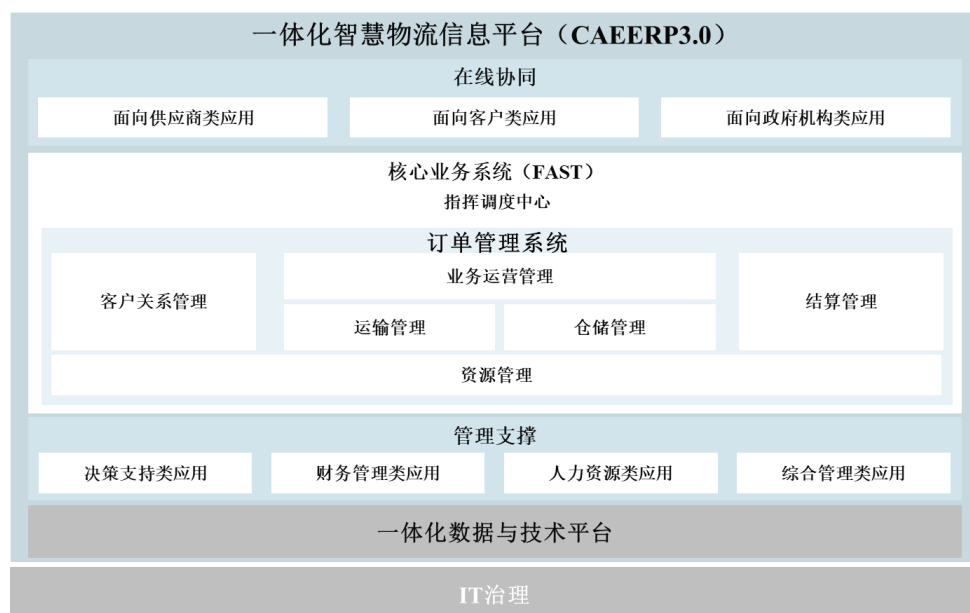 一体化智慧物流信息平台（CAEERP3.0）
在线协同
面向供应商类应用
面向客户类应用
面向政府机构类应用
核心业务系统（FAST）
指挥调度中心
订单管理系统
客户关系管理
业务运营管理
结算管理
运输管理
仓储管理
资源管理
管理支撑
决策支持类应用
财务管理类应用
人力资源类应用
综合管理类应用
一体化数据与技术平台
IT治理